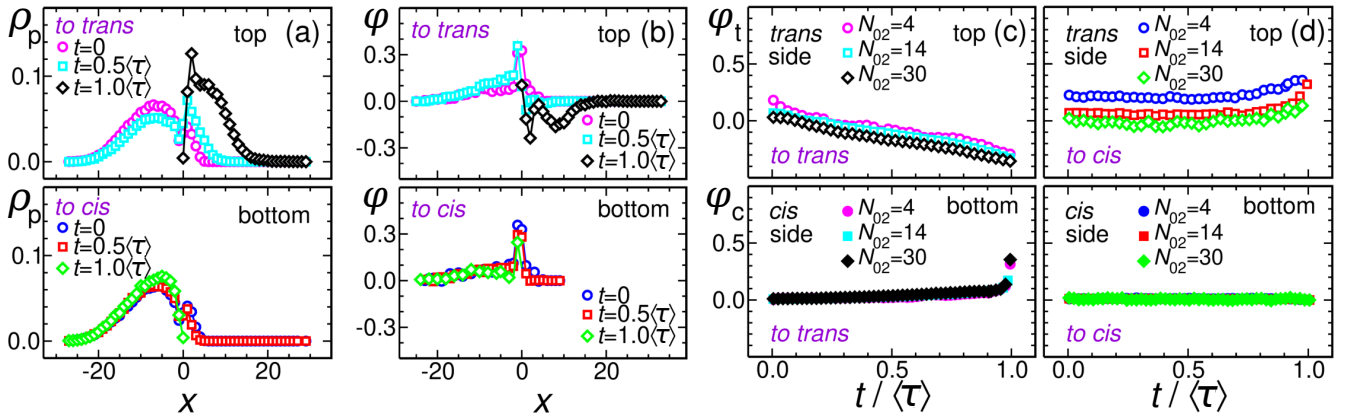 ρp
to trans
top
(a)
t=0
t=0.5⟨τ⟩
t=1.0⟨τ⟩
0.1
0.0
ρp
to cis
bottom
t=0
t=0.5⟨τ⟩
t=1.0⟨τ⟩
0.1
0.0
-20
0
20
x
φ
to trans
top
(b)
0.3
0.0
-0.3
t=0
t=0.5⟨τ⟩
t=1.0⟨τ⟩
φ
to cis
bottom
0.3
0.0
-0.3
t=0
t=0.5⟨τ⟩
t=1.0⟨τ⟩
-20
0
20
x
φt
trans
side
N02=4
N02=14
N02=30
top
(c)
0.5
0.0
to trans
φc
cis
side
N02=4
N02=14
N02=30
bottom
0.5
0.0
to trans
0.0
0.5
1.0
t / ⟨τ⟩
trans
side
N02=4
N02=14
N02=30
top
(d)
to cis
cis
side
N02=4
N02=14
N02=30
bottom
to cis
0.0
0.5
1.0
t / ⟨τ⟩